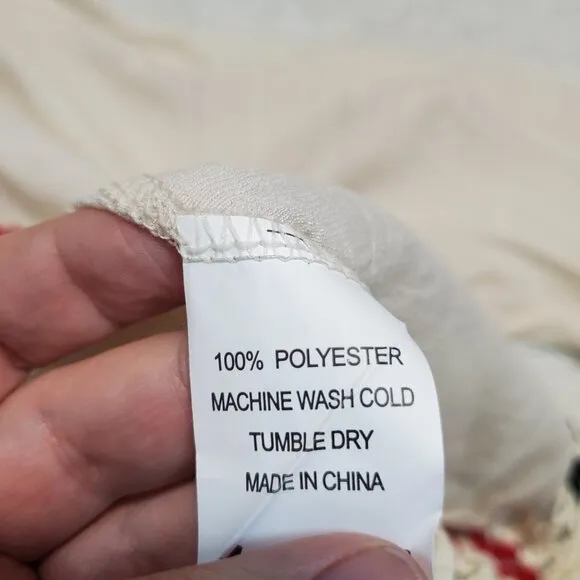 100% POLYESTER
MACHINE WASH COLD
TUMBLE DRY
MADE IN CHINA